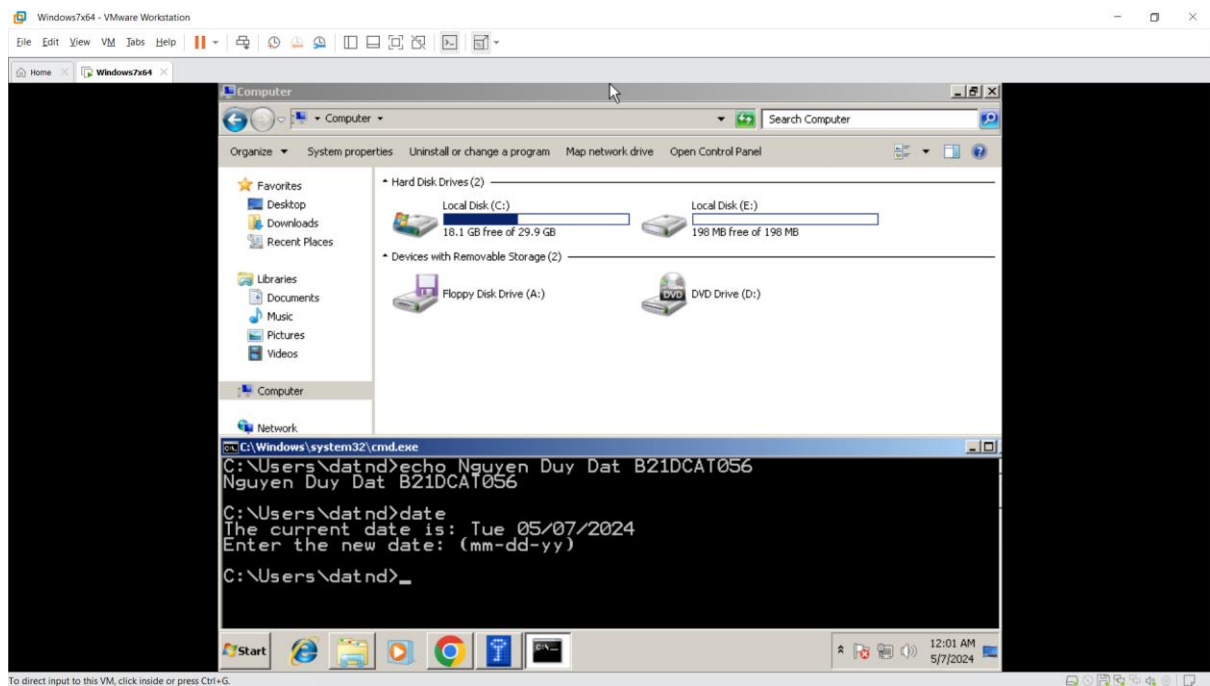 Windows7x64 - VMware Workstation
File Edit View VM Tabs Help
Home Windows7x64
Computer
Computer Search Computer
Organize System properties Uninstall or change a program Map network drive Open Control Panel
Favorites
Desktop
Downloads
Recent Places
Libraries
Documents
Music
Pictures
Videos
Computer
Network
Hard Disk Drives (2)
Local Disk (C:)
18.1 GB free of 29.9 GB
Local Disk (E:)
198 MB free of 198 MB
Devices with Removable Storage (2)
Floppy Disk Drive (A:)
DVD
DVD Drive (D:)
C:\Windows\system32\cmd.exe
C:\Users\datnd>echo Nguyen Duy Dat B21DCAT056
Nguyen Duy Dat B21DCAT056
C:\Users\datnd>date
The current date is: Tue 05/07/2024
Enter the new date: (mm-dd-yy)
C:\Users\datnd>_
Start
12:01 AM
5/7/2024
To direct input to this VM, click inside or press Ctrl+G.